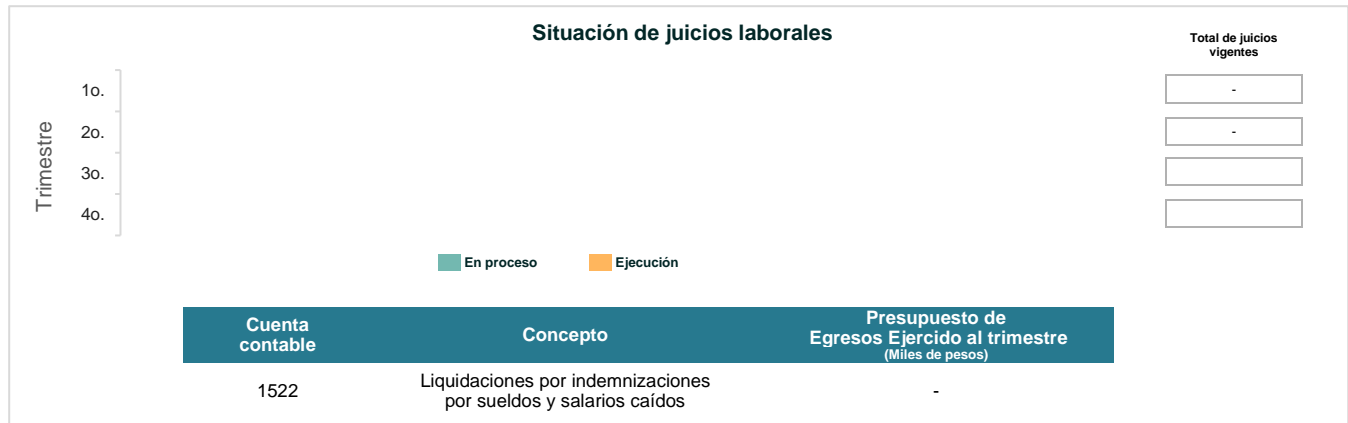 Situación de juicios laborales
Total de juicios
vigentes
Trimestre
1o.
-
2o.
-
3o.
4o.
En proceso
Ejecución
Cuenta
contable
Concepto
Presupuesto de
Egresos Ejercido al trimestre
(Miles de pesos)
1522
Liquidaciones por indemnizaciones
por sueldos y salarios caídos
-